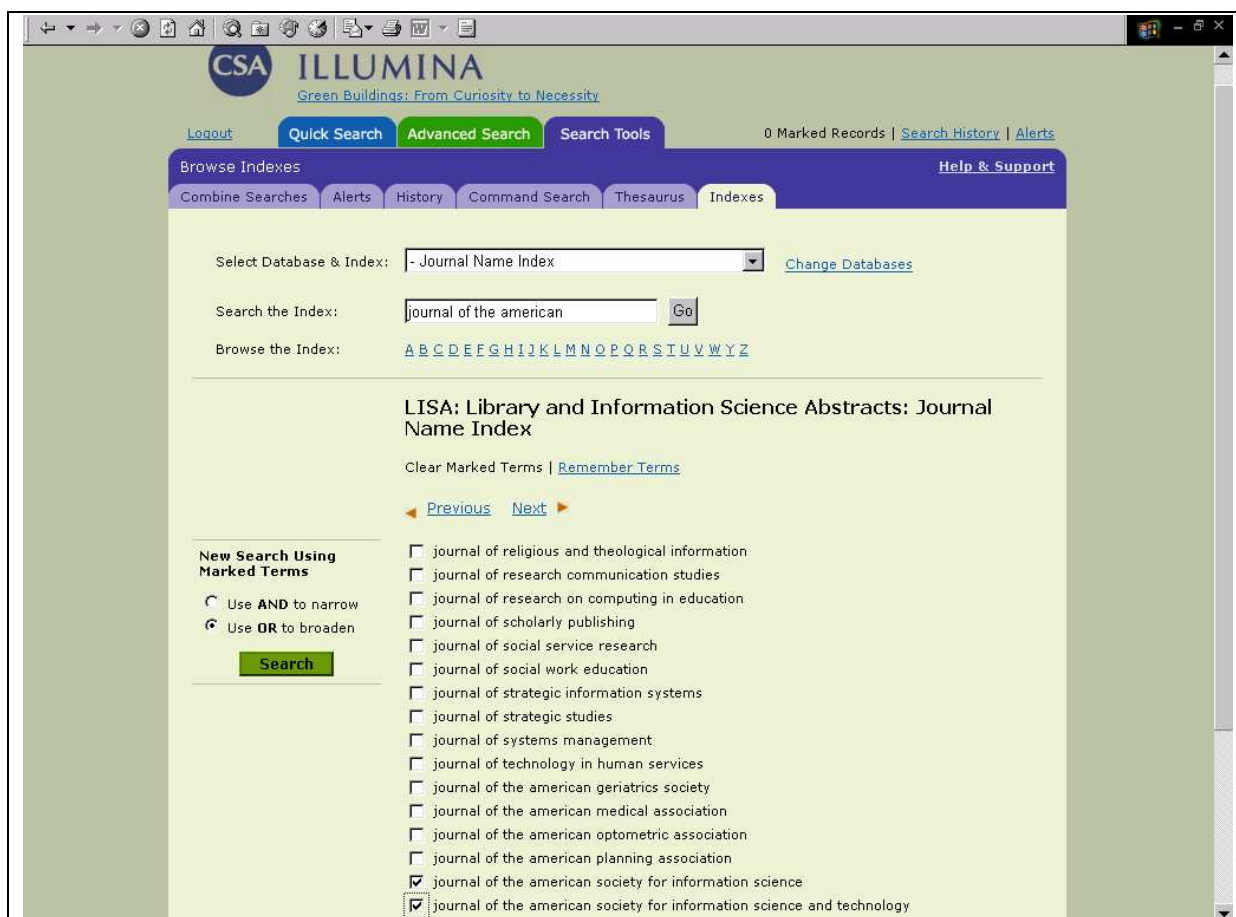 CSA ILLUMINA
Green Buildings: From Curiosity to Necessity
Logout Quick Search Advanced Search Search Tools 0 Marked Records | Search History | Alerts
Browse Indexes Help & Support
Combine Searches Alerts History Command Search Thesaurus Indexes
Select Database & Index: - Journal Name Index Change Databases
Search the Index: journal of the american Go
Browse the Index: A B C D E F G H I J K L M N O P Q R S T U V W Y Z
LISA: Library and Information Science Abstracts: Journal
Name Index
Clear Marked Terms | Remember Terms
Previous Next
New Search Using
Marked Terms
Use AND to narrow
Use OR to broaden
Search
journal of religious and theological information
journal of research communication studies
journal of research on computing in education
journal of scholarly publishing
journal of social service research
journal of social work education
journal of strategic information systems
journal of strategic studies
journal of systems management
journal of technology in human services
journal of the american geriatrics society
journal of the american medical association
journal of the american optometric association
journal of the american planning association
journal of the american society for information science
journal of the american society for information science and technology